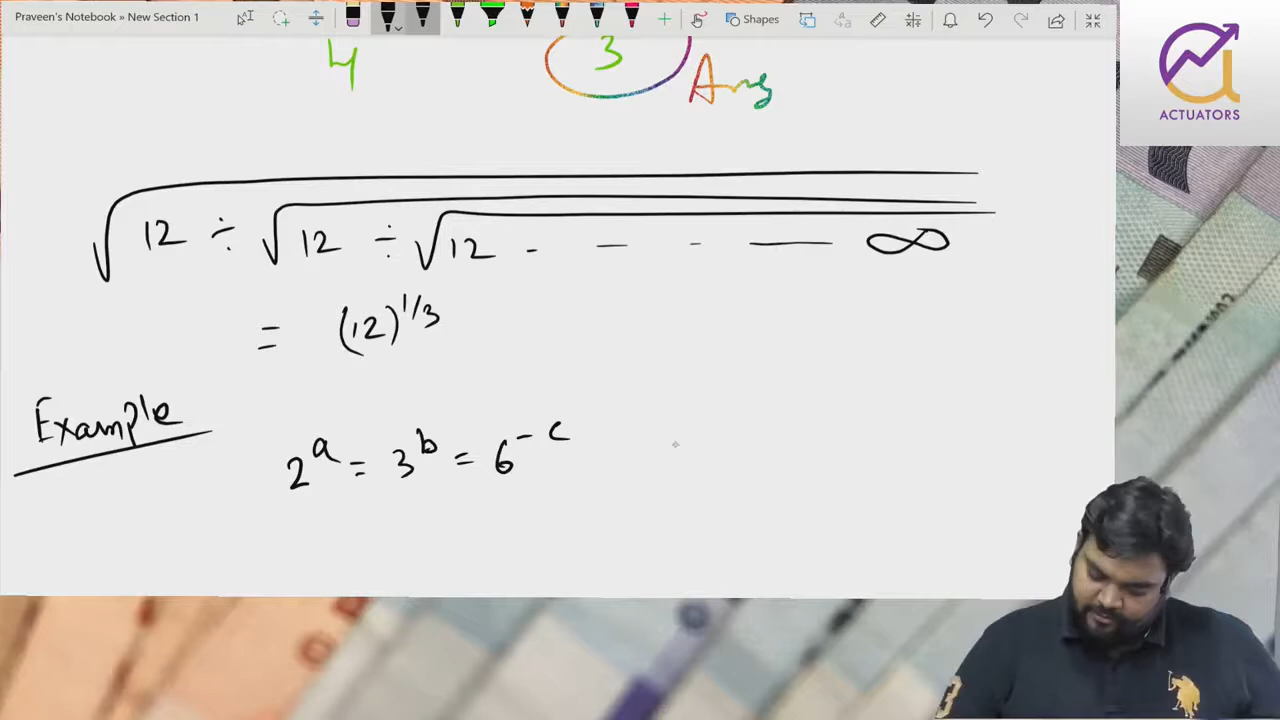 Praveen's Notebook » New Section 1
Shapes
ACTUATORS
4 3 Ans
√12 ÷ √12 ÷ √12 - — - — ∞
= (12)^1/3
Example
2^a = 3^b = 6^-c